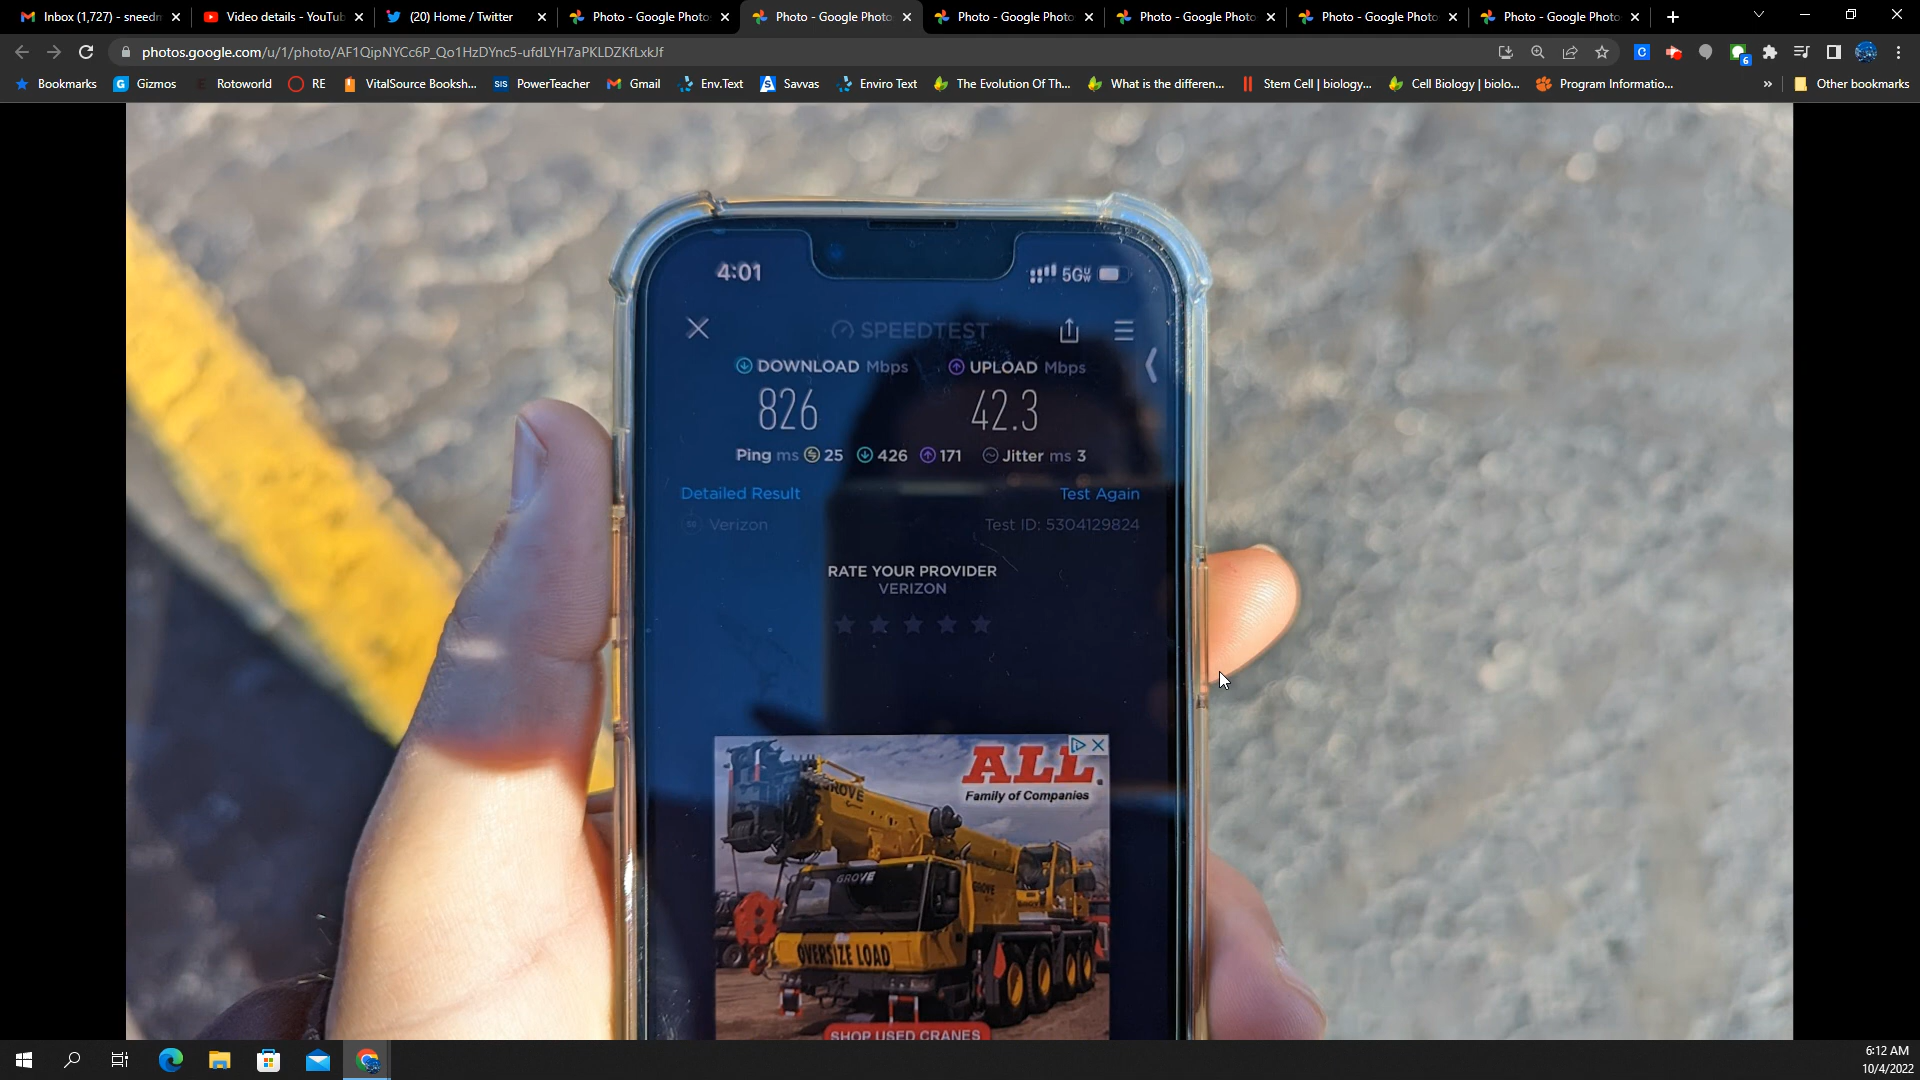 Inbox (1,727) - sneedm
Video details - YouTub
(20) Home / Twitter
Photo - Google Photo
Photo - Google Photo
Photo - Google Photo
Photo - Google Photo
Photo - Google Photo
Photo - Google Photo
photos.google.com/u/1/photo/AF1QipNYCc6P_Qo1HzDYnc5-ufdLYH7aPKLDZKfLxkJf
6
Bookmarks
Gizmos
Rotoworld
RE
VitalSource Booksh...
SIS PowerTeacher
Gmail
Env.Text
Savvas
Enviro Text
The Evolution Of Th...
What is the differen...
Stem Cell | biology...
Cell Biology | biolo...
Program Informatio...
»
Other bookmarks
4:01
5GUW
SPEEDTEST
DOWNLOAD Mbps
UPLOAD Mbps
826
42.3
Ping ms 25 426 171 Jitter ms 3
Detailed Result
Test Again
Verizon
Test ID: 5304129824
RATE YOUR PROVIDER
VERIZON
ALL.
Family of Companies
GROVE
GROVE
GROVE
OVERSIZE LOAD
SHOP USED CRANES
6:12 AM
10/4/2022